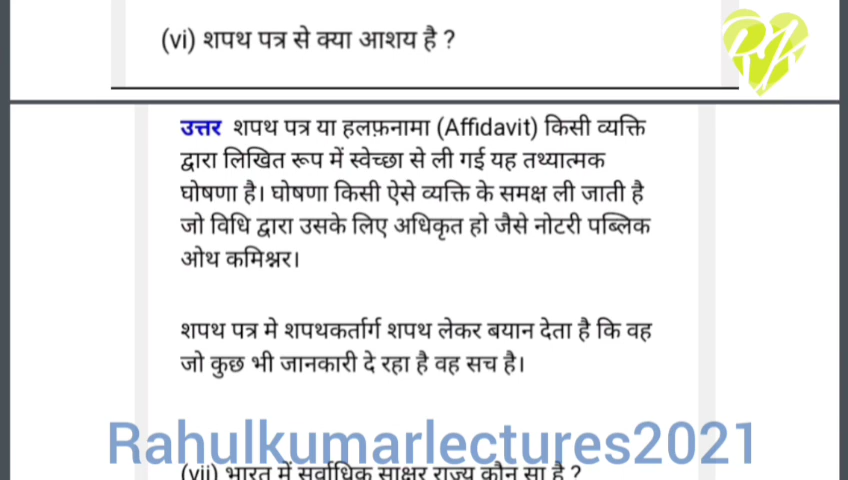 (vi) शपथ पत्र से क्या आशय है ?
RK
उत्तर शपथ पत्र या हलफ़नामा (Affidavit) किसी व्यक्ति
द्वारा लिखित रूप में स्वेच्छा से ली गई यह तथ्यात्मक
घोषणा है। घोषणा किसी ऐसे व्यक्ति के समक्ष ली जाती है
जो विधि द्वारा उसके लिए अधिकृत हो जैसे नोटरी पब्लिक
ओथ कमिश्नर।
शपथ पत्र मे शपथकर्तार्ग शपथ लेकर बयान देता है कि वह
जो कुछ भी जानकारी दे रहा है वह सच है।
Rahulkumarlectures2021
(vii) भारत में सर्वाधिक साक्षर राज्य कौन सा है ?